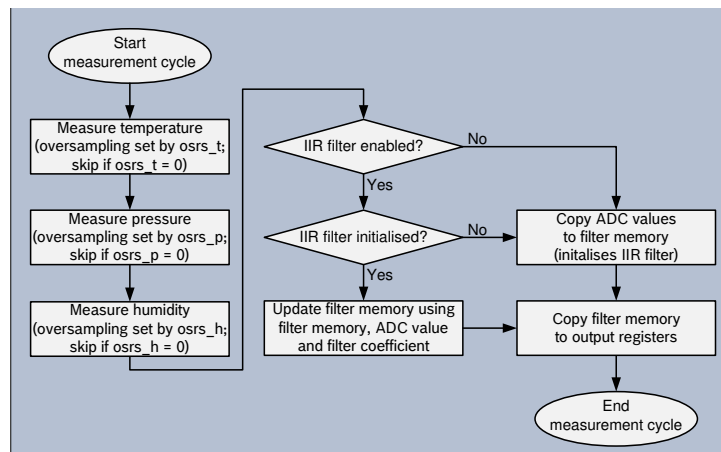 Start
measurement cycle
Measure temperature
(oversampling set by osrs_t;
skip if osrs_t = 0)
Measure pressure
(oversampling set by osrs_p;
skip if osrs_p = 0)
Measure humidity
(oversampling set by osrs_h;
skip if osrs_h = 0)
IIR filter enabled?
No
Yes
IIR filter initialised?
No
Yes
Update filter memory using
filter memory, ADC value
and filter coefficient
Copy ADC values
to filter memory
(initalises IIR filter)
Copy filter memory
to output registers
End
measurement cycle